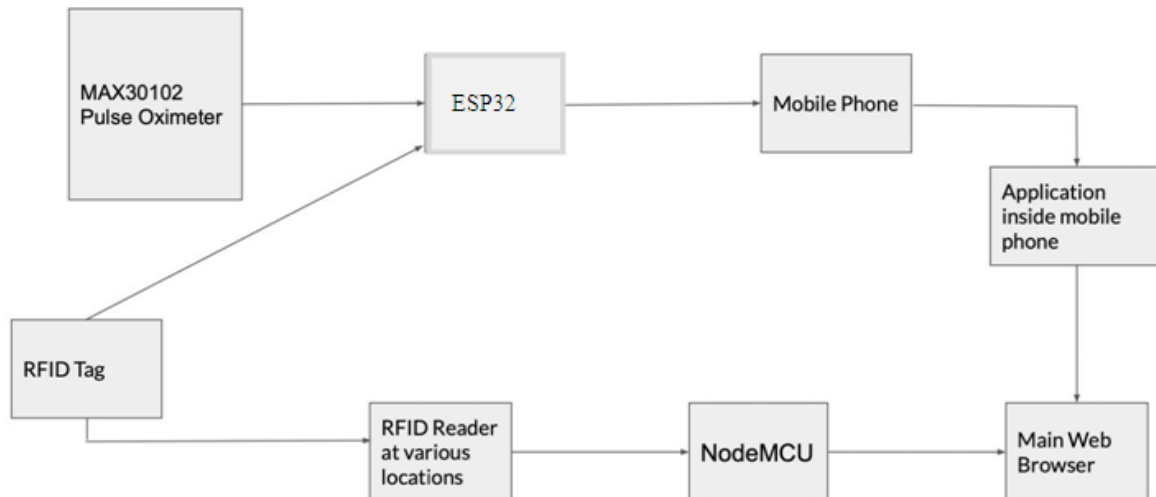 MAX30102
Pulse Oximeter
ESP32
Mobile Phone
Application
inside mobile
phone
RFID Tag
RFID Reader
at various
locations
NodeMCU
Main Web
Browser